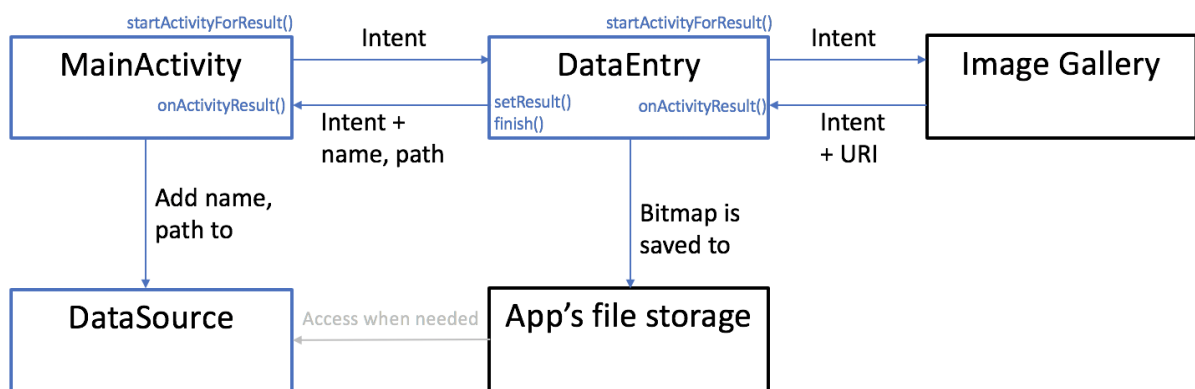 startActivityForResult()
startActivityForResult()
MainActivity
Intent
DataEntry
Intent
Image Gallery
onActivityResult()
setResult()
finish()
onActivityResult()
Intent +
name, path
Intent
+ URI
Add name,
path to
Bitmap is
saved to
DataSource
Access when needed
App's file storage